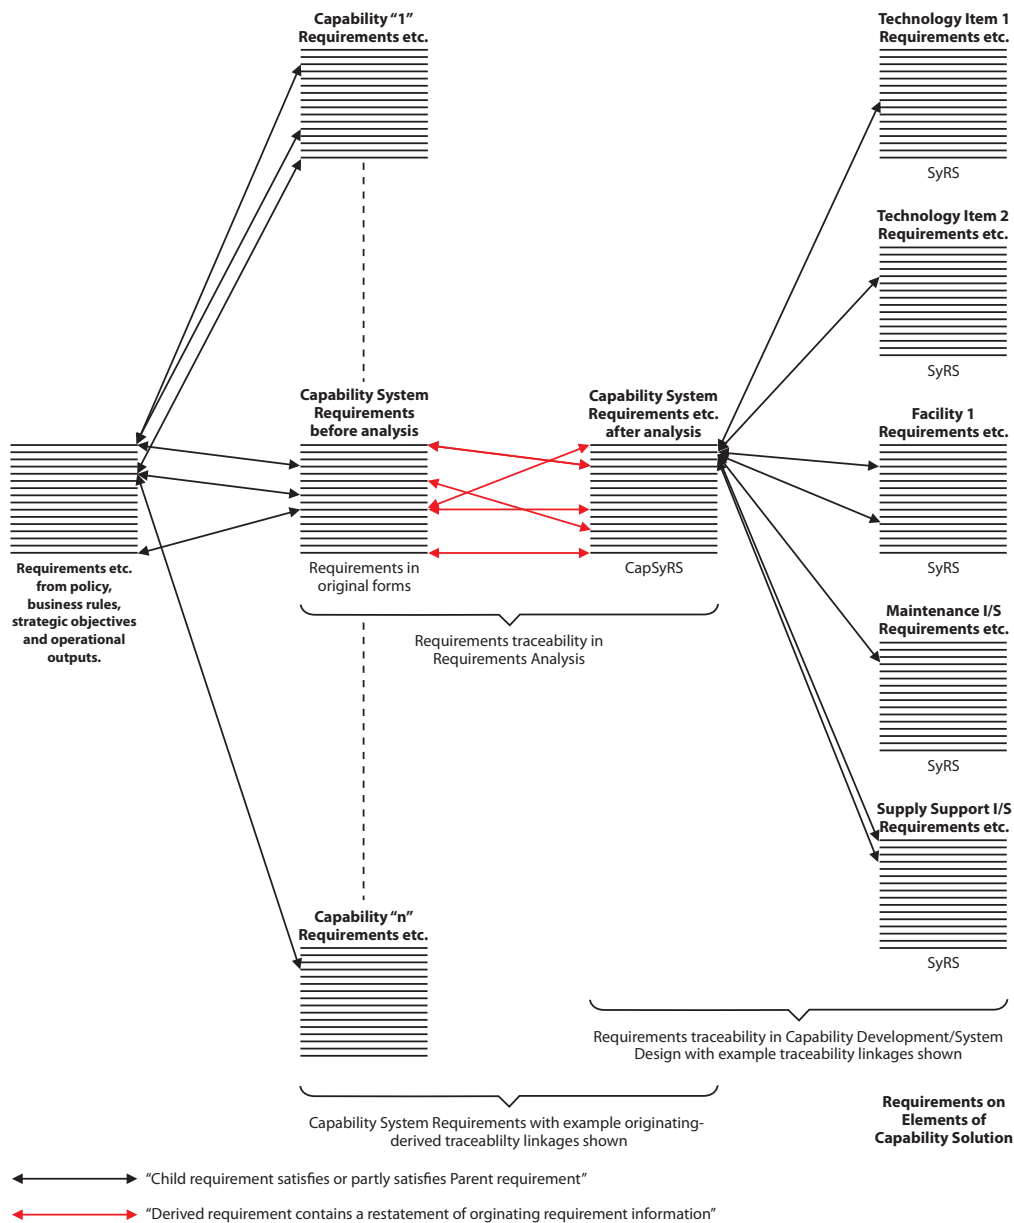 Capability “1”
Requirements etc.
Technology Item 1
Requirements etc.
SyRS
Technology Item 2
Requirements etc.
SyRS
Capability System
Requirements
before analysis
Capability System
Requirements etc.
after analysis
Facility 1
Requirements etc.
Requirements etc.
from policy,
business rules,
strategic objectives
and operational
outputs.
Requirements in
original forms
CapSyRS
SyRS
Requirements traceability in
Requirements Analysis
Maintenance I/S
Requirements etc.
SyRS
Supply Support I/S
Requirements etc.
SyRS
Capability “n”
Requirements etc.
Requirements traceability in Capability Development/System
Design with example traceability linkages shown
Capability System Requirements with example originating-
derived traceablilty linkages shown
Requirements on
Elements of
Capability Solution
“Child requirement satisfies or partly satisfies Parent requirement”
“Derived requirement contains a restatement of orginating requirement information”